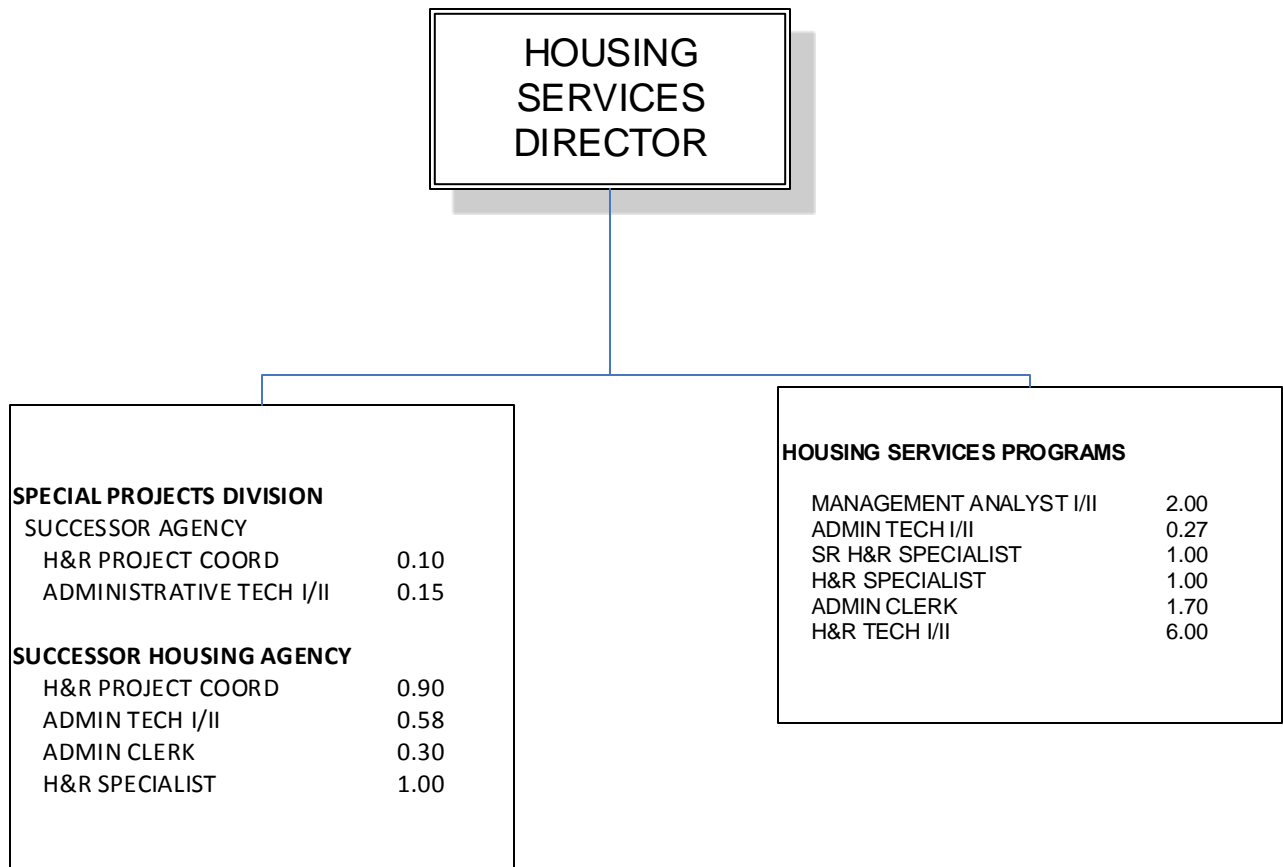 HOUSING
SERVICES
DIRECTOR
SPECIAL PROJECTS DIVISION
SUCCESSOR AGENCY
H&R PROJECT COORD 0.10
ADMINISTRATIVE TECH I/II 0.15
SUCCESSOR HOUSING AGENCY
H&R PROJECT COORD 0.90
ADMIN TECH I/II 0.58
ADMIN CLERK 0.30
H&R SPECIALIST 1.00
HOUSING SERVICES PROGRAMS
MANAGEMENT ANALYST I/II 2.00
ADMIN TECH I/II 0.27
SR H&R SPECIALIST 1.00
H&R SPECIALIST 1.00
ADMIN CLERK 1.70
H&R TECH I/II 6.00